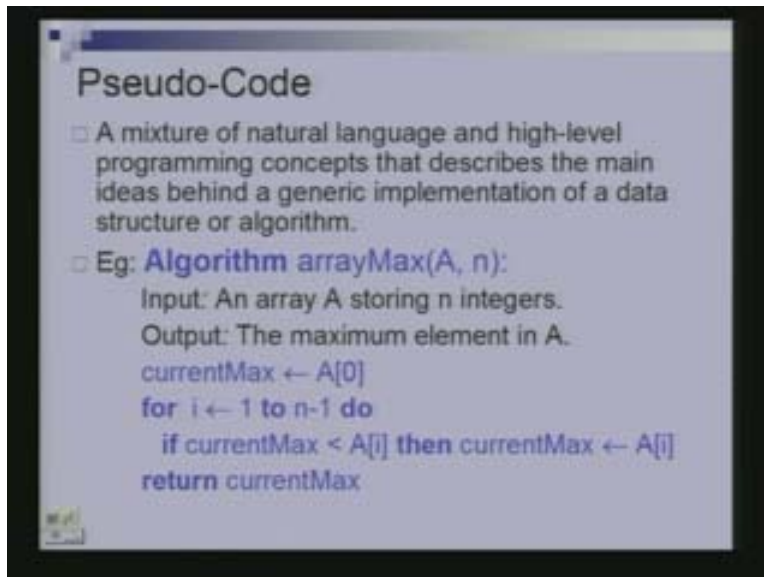 Pseudo-Code
A mixture of natural language and high-level
programming concepts that describes the main
ideas behind a generic implementation of a data
structure or algorithm.
Eg: Algorithm arrayMax(A, n):
Input: An array A storing n integers.
Output: The maximum element in A.
currentMax ← A[0]
for i ← 1 to n-1 do
if currentMax < A[i] then currentMax ← A[i]
return currentMax